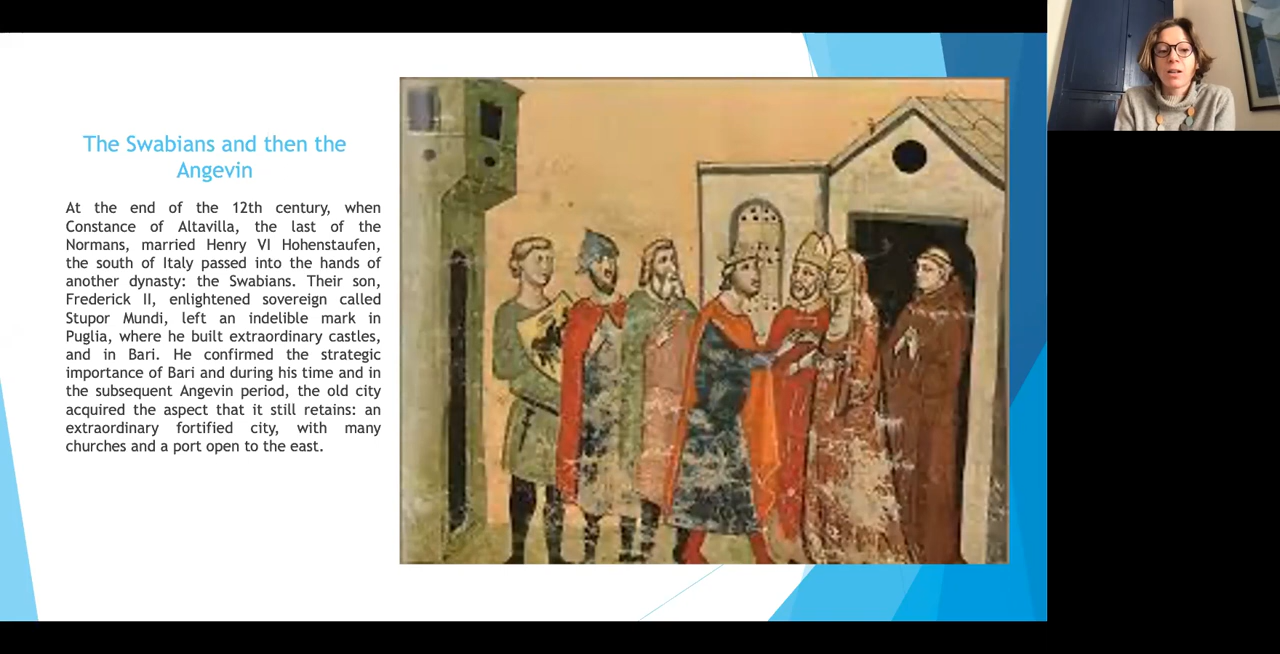 The Swabians and then the
Angevin
At the end of the 12th century, when
Constance of Altavilla, the last of the
Normans, married Henry VI Hohenstaufen,
the south of Italy passed into the hands of
another dynasty: the Swabians. Their son,
Frederick II, enlightened sovereign called
Stupor Mundi, left an indelible mark in
Puglia, where he built extraordinary castles,
and in Bari. He confirmed the strategic
importance of Bari and during his time and in
the subsequent Angevin period, the old city
acquired the aspect that it still retains: an
extraordinary fortified city, with many
churches and a port open to the east.